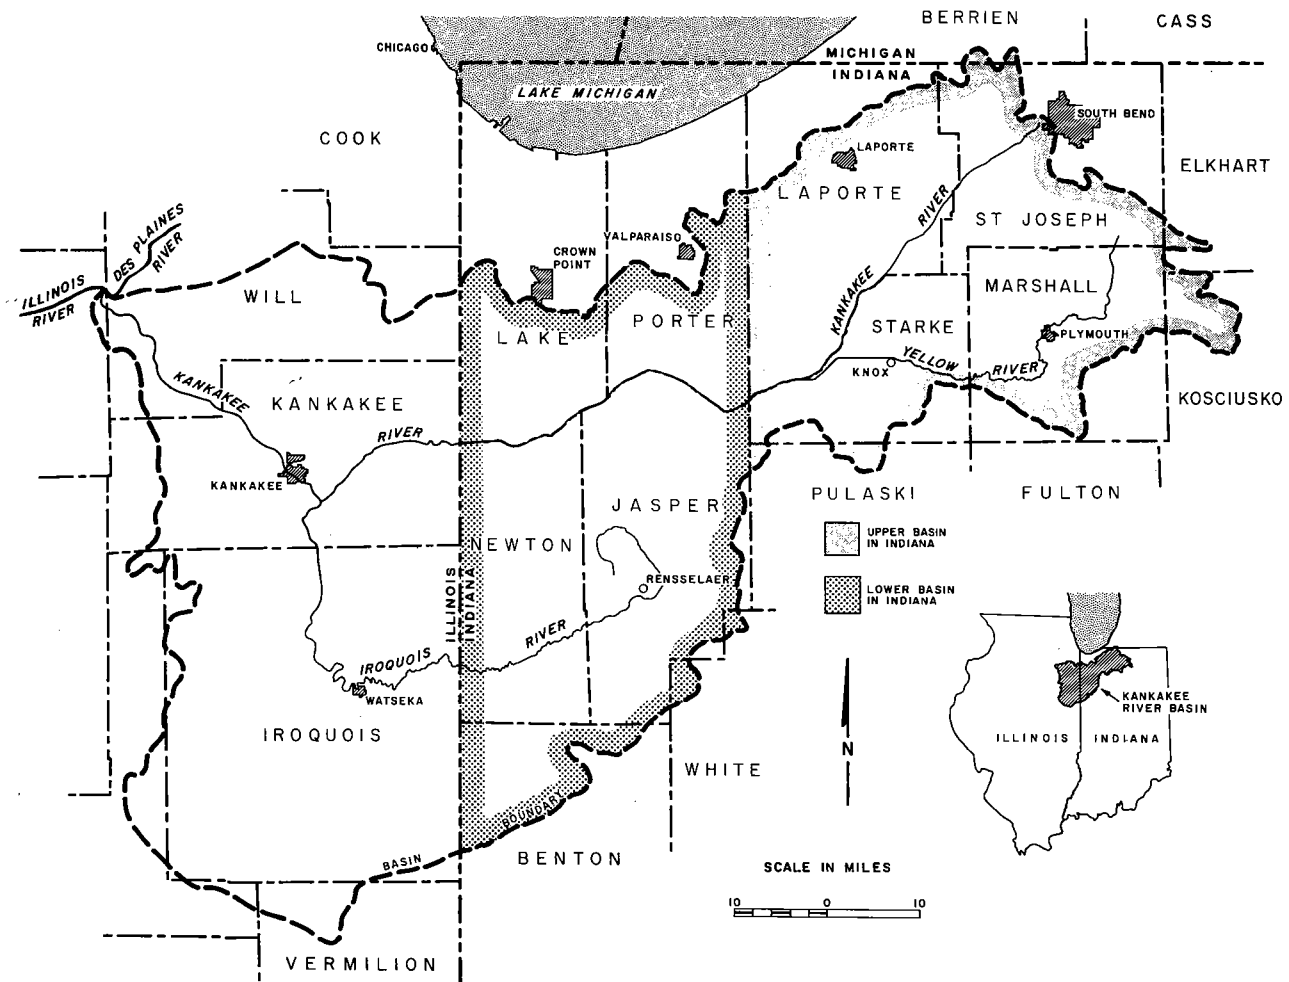 BERRIEN
CASS
CHICAGO
MICHIGAN
INDIANA
LAKE MICHIGAN
SOUTH BEND
COOK
LAPORTE
ELKHART
LAPORTE
RIVER
ST JOSEPH
DES PLAINES
RIVER
VALPARAISO
CROWN
POINT
ILLINOIS
RIVER
WILL
KANKAKEE
MARSHALL
LAKE
PORTER
STARKE
PLYMOUTH
YELLOW
RIVER
KNOX
KANKAKEE
KANKAKEE
RIVER
KOSCIUSKO
KANKAKEE
JASPER
PULASKI
FULTON
NEWTON
UPPER BASIN
IN INDIANA
RENSSELAER
LOWER BASIN
IN INDIANA
ILLINOIS
INDIANA
RIVER
IROQUOIS
WATSEKA
KANKAKEE
RIVER BASIN
IROQUOIS
ILLINOIS
INDIANA
N
WHITE
BOUNDARY
BASIN
BENTON
SCALE IN MILES
10 0 10
VERMILION